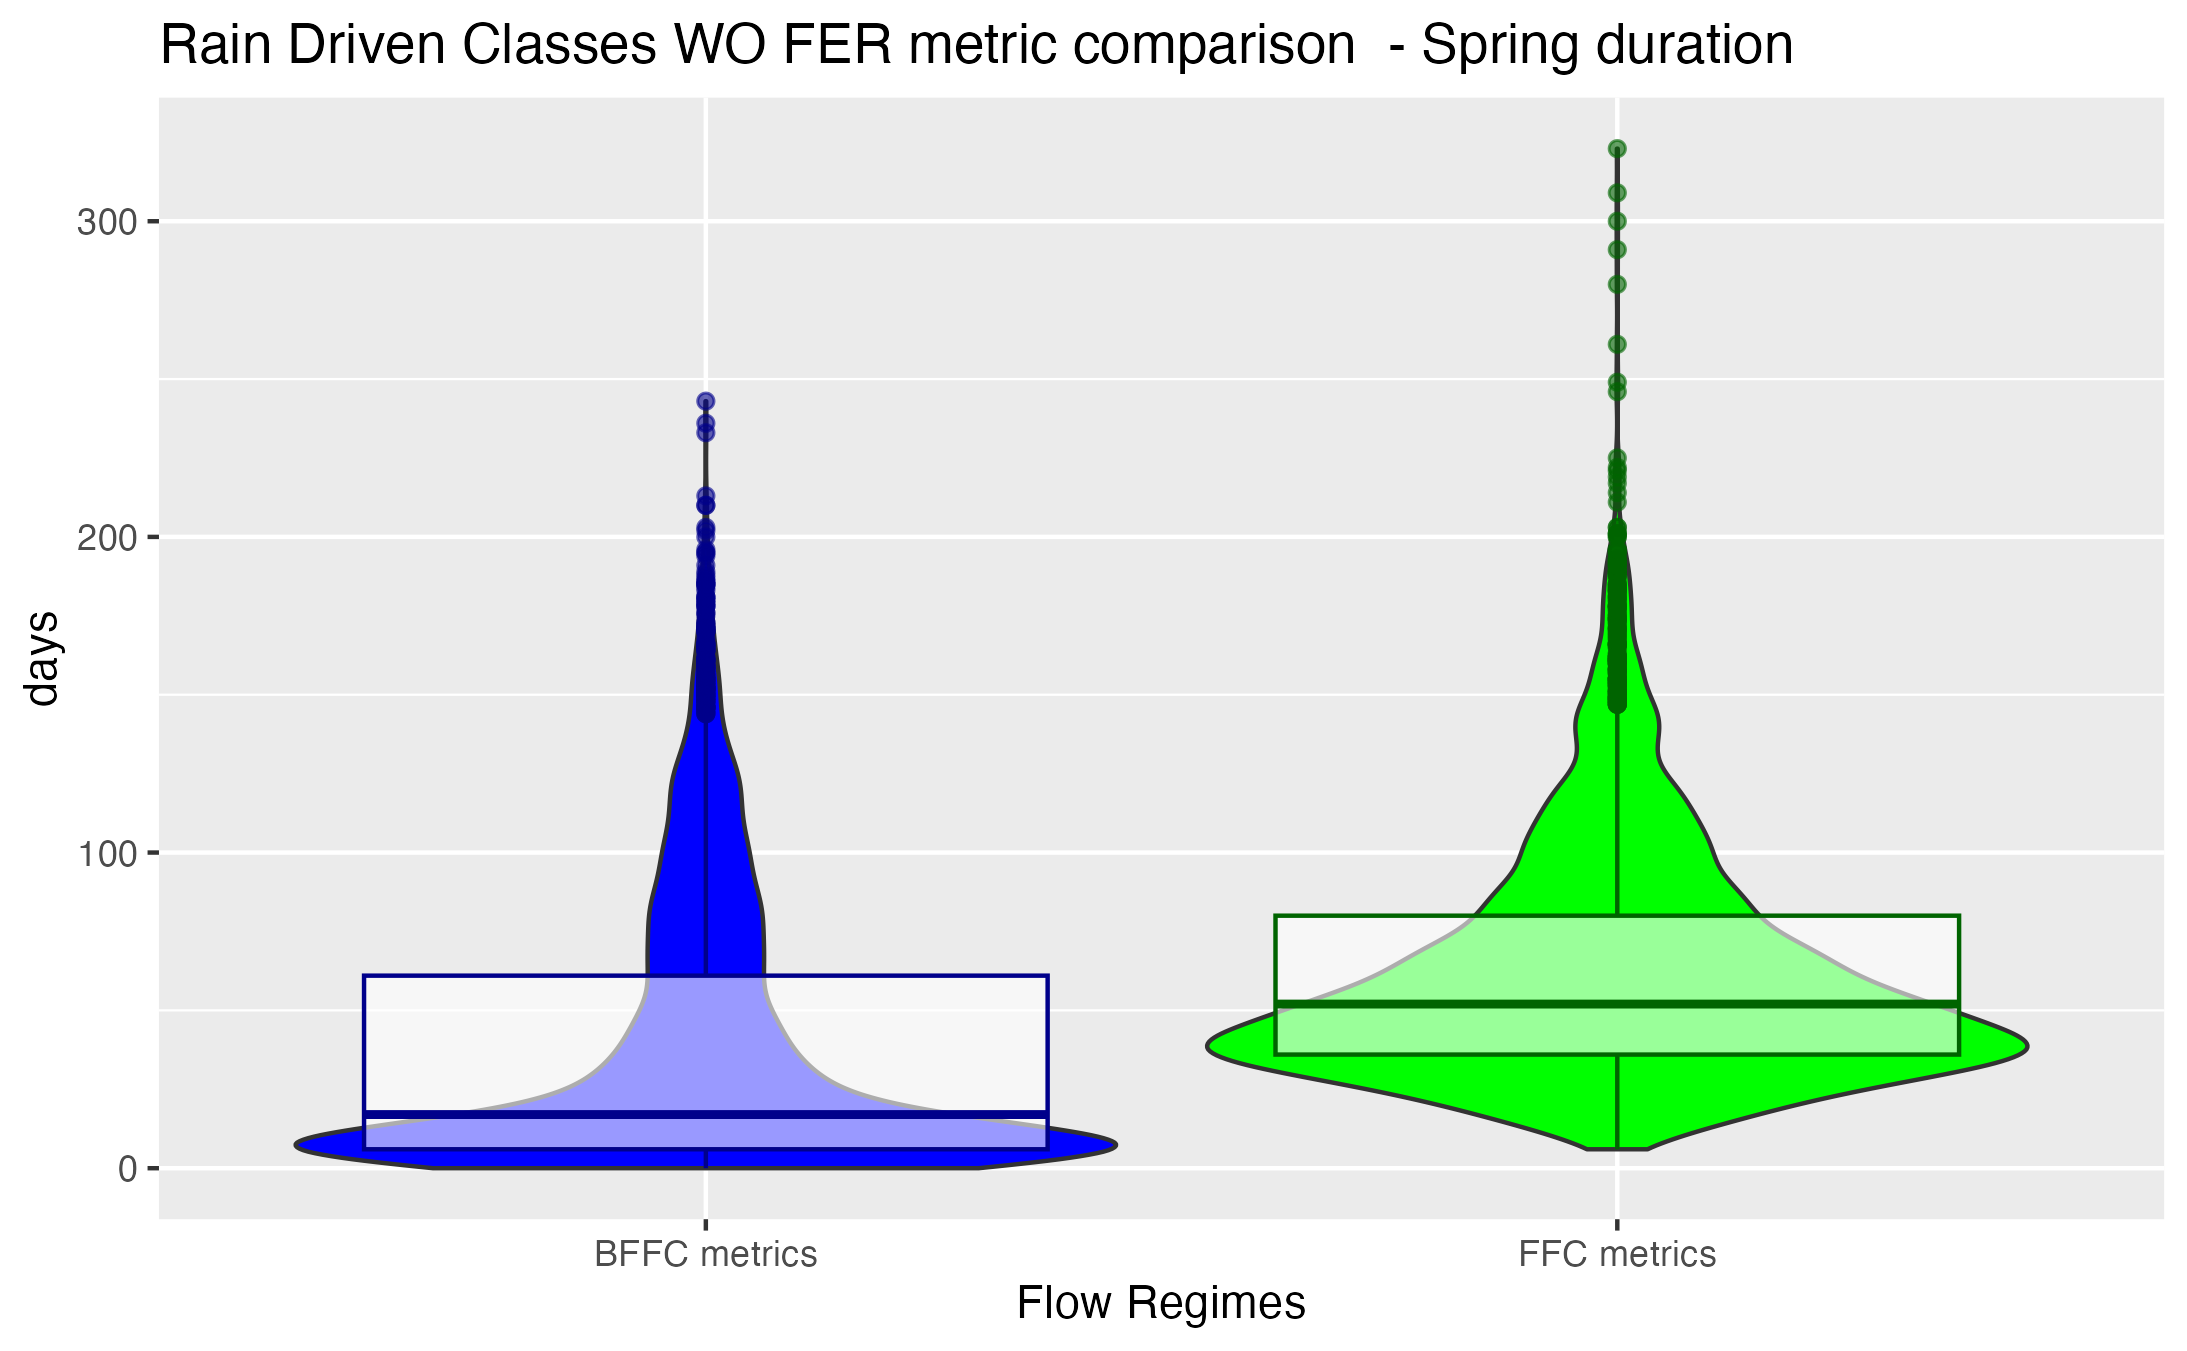 Rain Driven Classes WO FER metric comparison  - Spring duration
300
200
100
0
days
BFFC metrics
FFC metrics
Flow Regimes